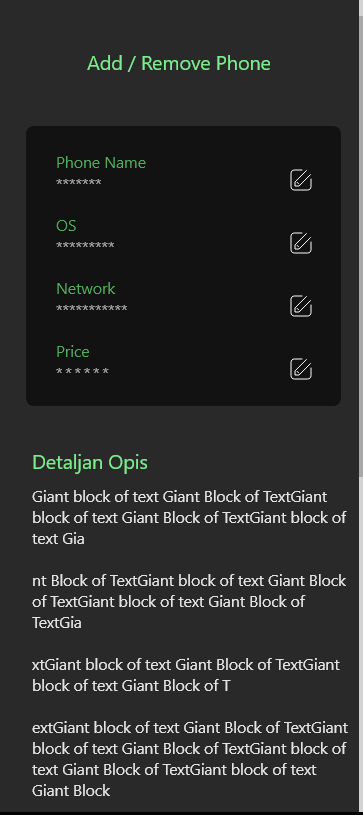 Add / Remove Phone
Phone Name
*******
OS
*********
Network
***********
Price
******
Detaljan Opis
Giant block of text Giant Block of TextGiant
block of text Giant Block of TextGiant block of
text Gia
nt Block of TextGiant block of text Giant Block
of TextGiant block of text Giant Block of
TextGia
xtGiant block of text Giant Block of TextGiant
block of text Giant Block of T
extGiant block of text Giant Block of TextGiant
block of text Giant Block of TextGiant block of
text Giant Block of TextGiant block of text
Giant Block